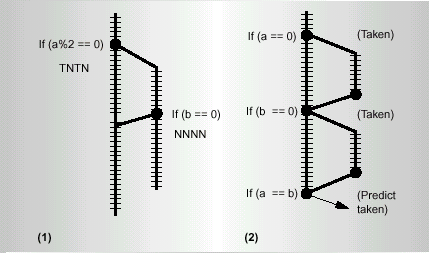 If (a%2 == 0)
TNTN
If (b == 0)
NNNN
(1)
If (a == 0)
(Taken)
If (b == 0)
(Taken)
If (a == b)
(Predict
taken)
(2)